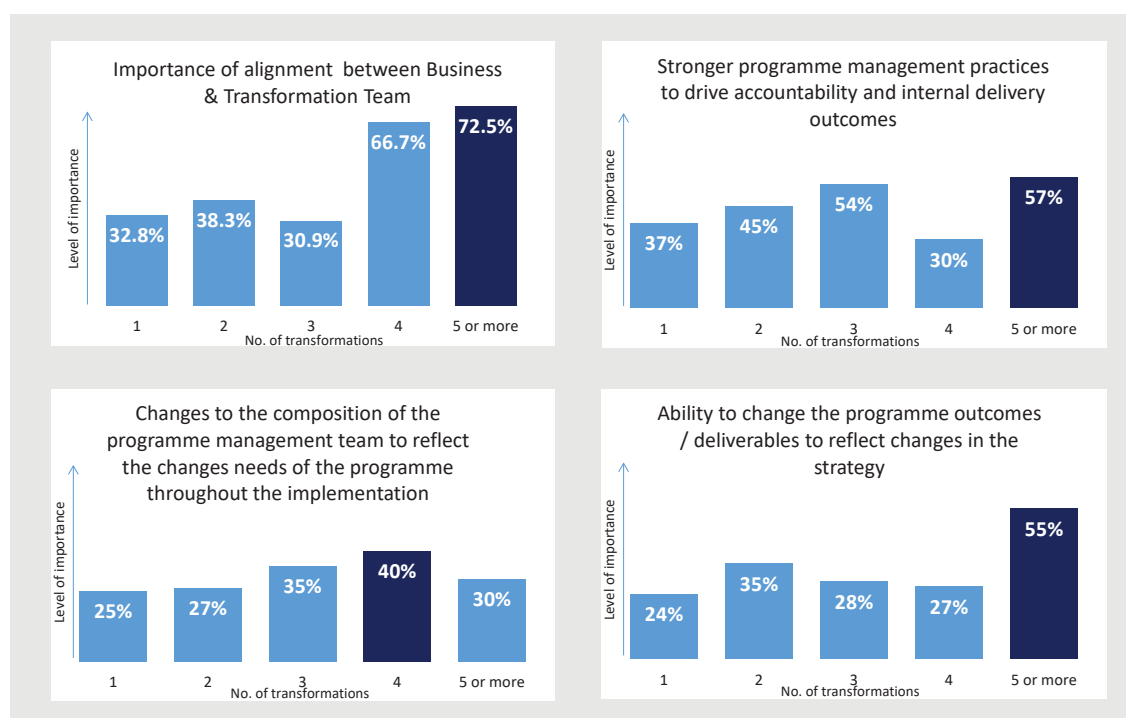 Importance of alignment between Business
& Transformation Team
Level of importance
32.8%
38.3%
30.9%
66.7%
72.5%
1
2
3
4
5 or more
No. of transformations
Stronger programme management practices
to drive accountability and internal delivery
outcomes
Level of importance
37%
45%
54%
30%
57%
1
2
3
4
5 or more
No. of transformations
Changes to the composition of the
programme management team to reflect
the changes needs of the programme
throughout the implementation
Level of importance
25%
27%
35%
40%
30%
1
2
3
4
5 or more
No. of transformations
Ability to change the programme outcomes
/ deliverables to reflect changes in the
strategy
Level of importance
24%
35%
28%
27%
55%
1
2
3
4
5 or more
No. of transformations